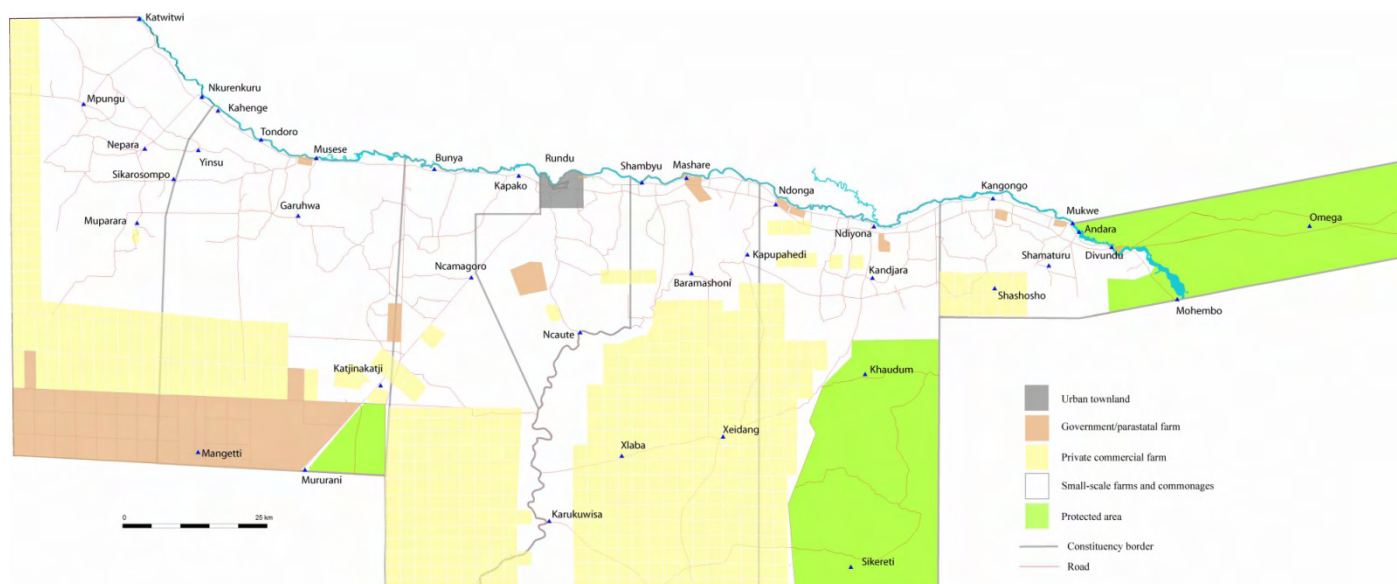 Katwitwi
Nkurenkuru
Mpungu
Kahenge
Tondoro
Nepara
Yinsu
Musese
Sikarosompo
Bunya
Rundu
Kapako
Shambyu
Mashare
Garuhwa
Muparara
Ndonga
Kangongo
Ndiyona
Mukwe
Andara
Omega
Divundu
Ncamagoro
Kapupahedi
Baramashoni
Kandjara
Shamaturu
Shashosho
Mohembo
Ncaute
Katjinakatji
Khaudum
Xeidang
Xlaba
Mangetti
Mururani
Karukuwisa
Sikereti
0 25 km
Urban townland
Government/parastatal farm
Private commercial farm
Small-scale farms and commonages
Protected area
Constituency border
Road